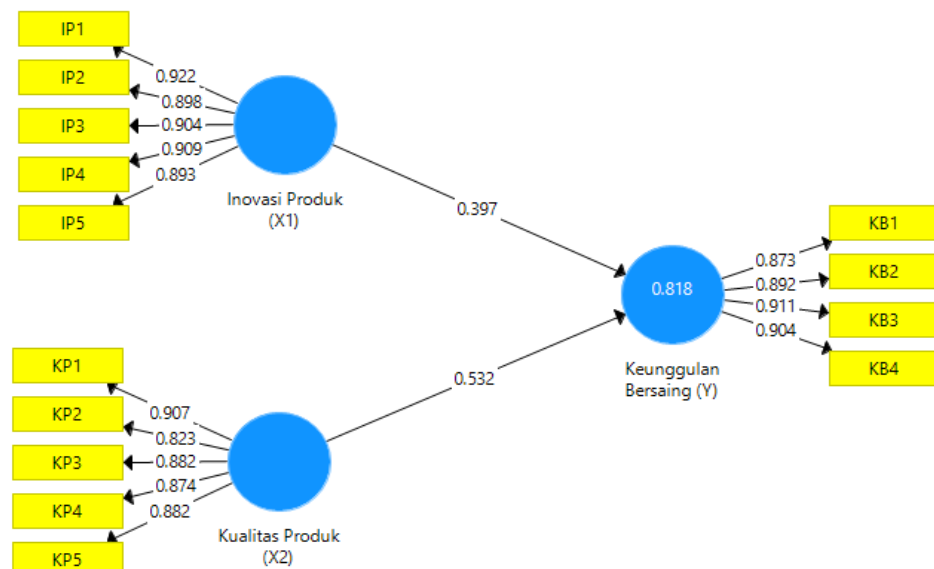 IP1
IP2
IP3
IP4
IP5
0.922
0.898
0.904
0.909
0.893
Inovasi Produk
(X1)
0.397
KP1
KP2
KP3
KP4
KP5
0.907
0.823
0.882
0.874
0.882
Kualitas Produk
(X2)
0.532
0.818
Keunggulan
Bersaing (Y)
0.873
0.892
0.911
0.904
KB1
KB2
KB3
KB4